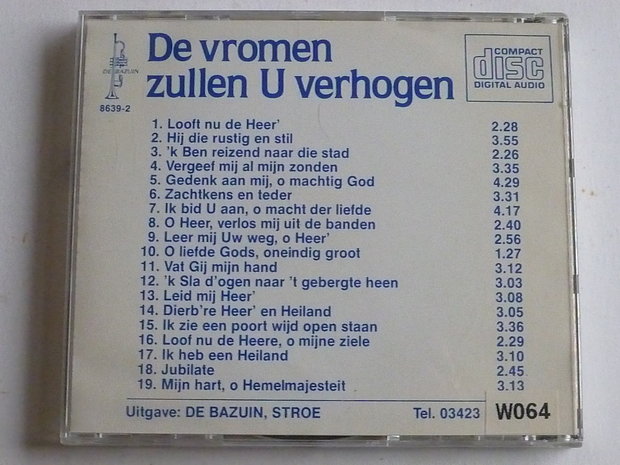 De vromen
zullen U verhogen
DE BAZUIN
8639-2
COMPACT
disc
DIGITAL AUDIO
1. Looft nu de Heer' 2.28
2. Hij die rustig en stil 3.55
3. 'k Ben reizend naar die stad 2.26
4. Vergeef mij al mijn zonden 3.35
5. Gedenk aan mij, o machtig God 4.29
6. Zachtkens en teder 3.31
7. Ik bid U aan, o macht der liefde 4.17
8. O Heer, verlos mij uit de banden 2.40
9. Leer mij Uw weg, o Heer' 2.56
10. O liefde Gods, oneindig groot 1.27
11. Vat Gij mijn hand 3.12
12. 'k Sla d'ogen naar 't gebergte heen 3.03
13. Leid mij Heer' 3.08
14. Dierb're Heer' en Heiland 3.05
15. Ik zie een poort wijd open staan 3.36
16. Loof nu de Heere, o mijne ziele 2.29
17. Ik heb een Heiland 3.10
18. Jubilate 2.45
19. Mijn hart, o Hemelmajesteit 3.13
Uitgave: DE BAZUIN, STROE Tel. 03423 W064